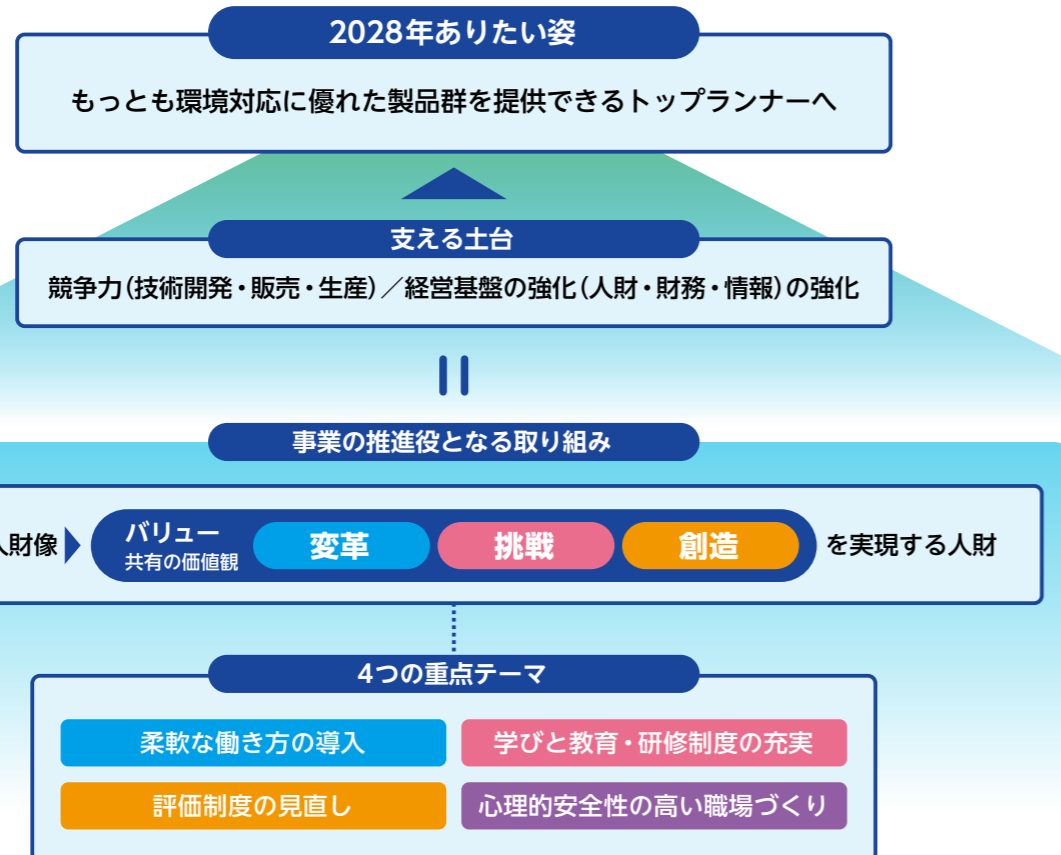 2028年ありたい姿
もっとも環境対応に優れた製品群を提供できるトップランナーへ
支える土台
競争力(技術開発・販売・生産)/経営基盤の強化(人財・財務・情報)の強化
事業の推進役となる取り組み
人財像 バリュー 変革 挑戦 創造 を実現する人財
共有の価値観
4つの重点テーマ
柔軟な働き方の導入 学びと教育・研修制度の充実
評価制度の見直し 心理的安全性の高い職場づくり